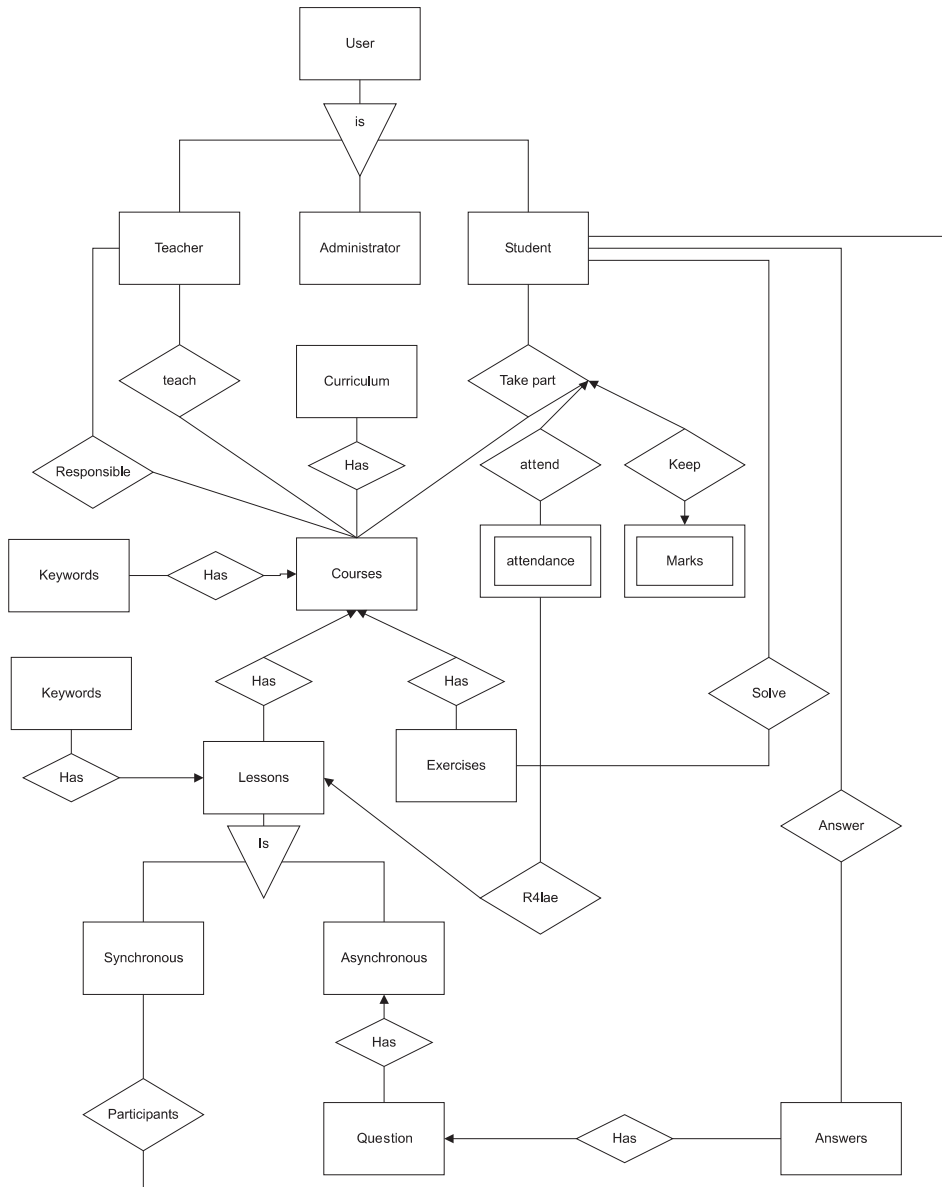 User
is
Teacher
Administrator
Student
teach
Curriculum
Take part
Responsible
Has
attend
Keep
Keywords
Has
Courses
attendance
Marks
Keywords
Has
Has
Solve
Has
Lessons
Exercises
Answer
Is
R4lae
Synchronous
Asynchronous
Has
Participants
Question
Has
Answers